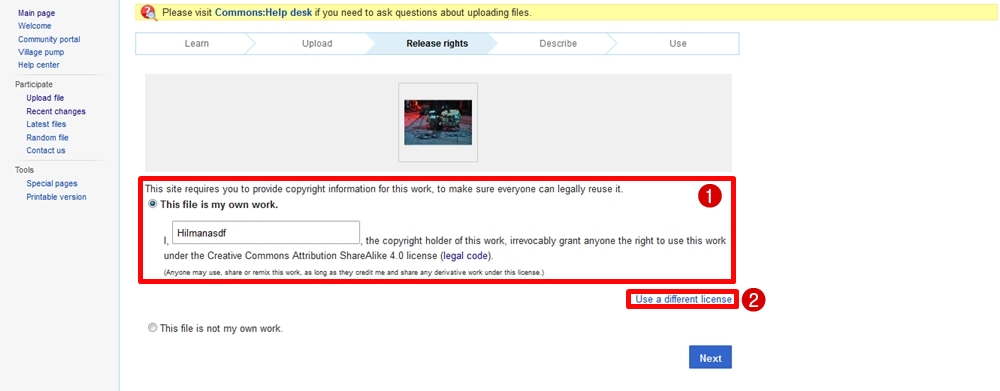 Main page
Welcome
Community portal
Village pump
Help center
Participate
Upload file
Recent changes
Latest files
Random file
Contact us
Tools
Special pages
Printable version
Please visit Commons:Help desk if you need to ask questions about uploading files.
Learn
Upload
Release rights
Describe
Use
This site requires you to provide copyright information for this work, to make sure everyone can legally reuse it.
1
This file is my own work.
I, Hilmanasdf, the copyright holder of this work, irrevocably grant anyone the right to use this work
under the Creative Commons Attribution ShareAlike 4.0 license (legal code).
(Anyone may use, share or remix this work, as long as they credit me and share any derivative work under this license.)
Use a different license
2
This file is not my own work.
Next